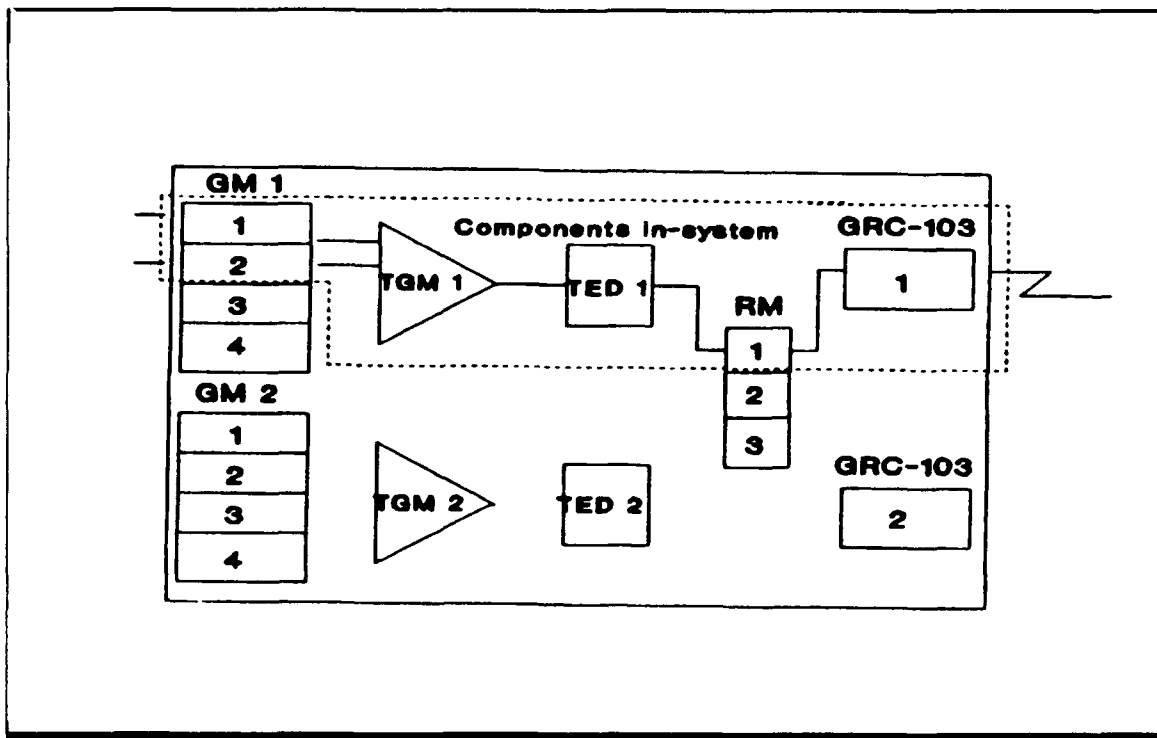 GM 1
1
2
3
4
Components in-system
TGM 1
TED 1
RM
1
2
3
GRC-103
1
GM 2
1
2
3
4
TGM 2
TED 2
GRC-103
2